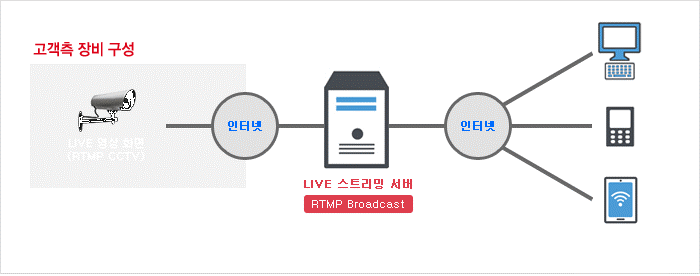 고객측 장비 구성
LIVE 영상 화면
(RTMP CCTV)
인터넷
LIVE 스트리밍 서버
RTMP Broadcast
인터넷